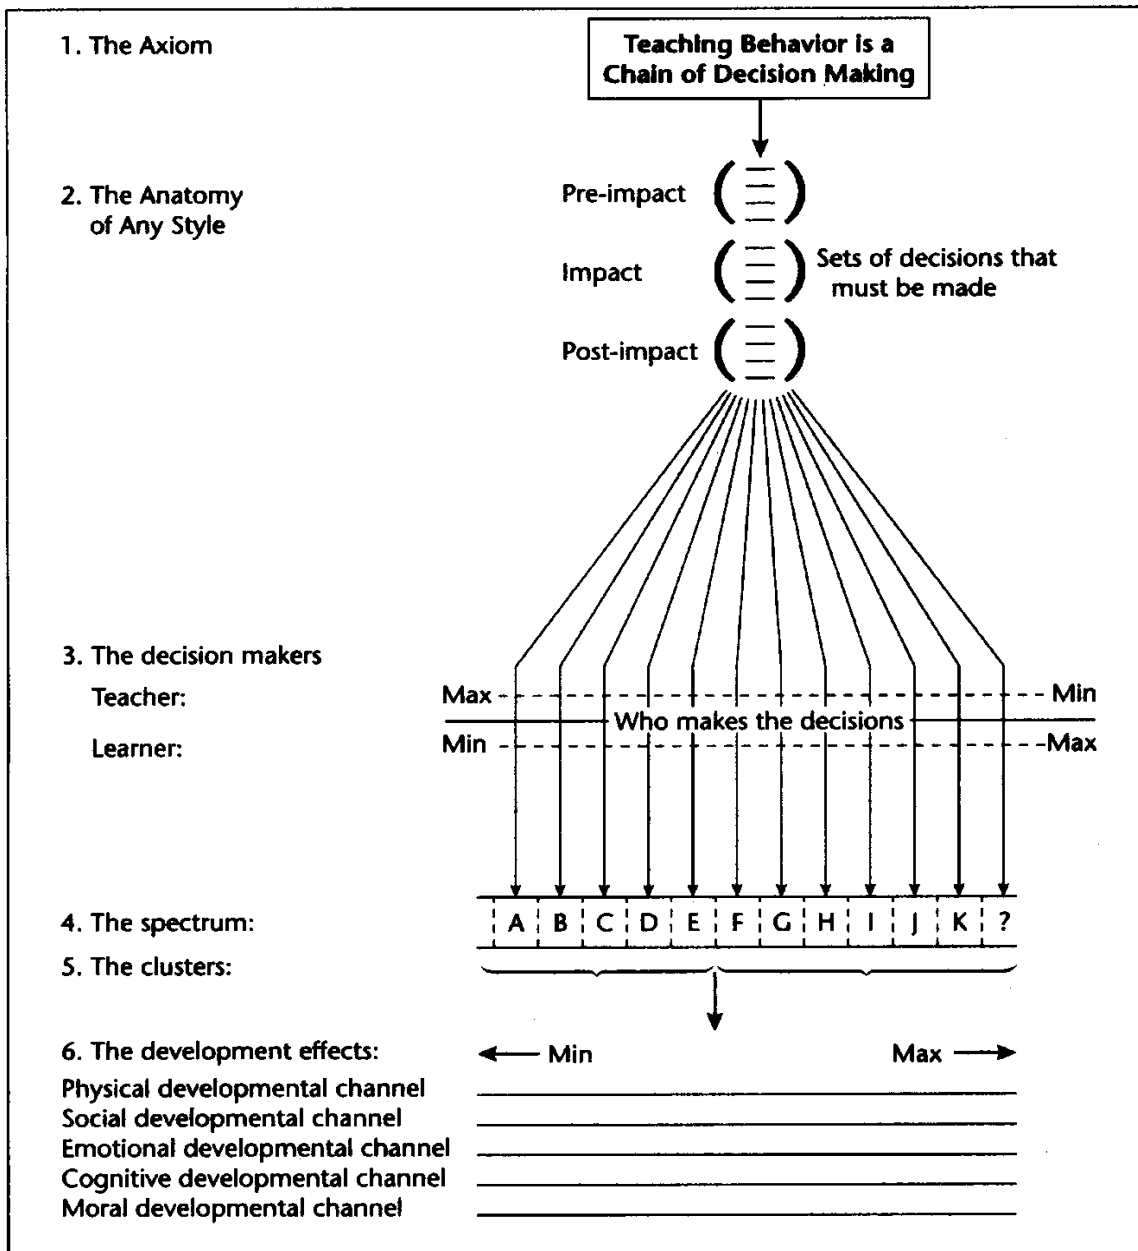 1. The Axiom
Teaching Behavior is a
Chain of Decision Making
2. The Anatomy
of Any Style
Pre-impact
Impact
Sets of decisions that
must be made
Post-impact
3. The decision makers
Teacher:
Max
Min
Who makes the decisions
Learner:
Min
Max
4. The spectrum:
A B C D E F G H I J K ?
5. The clusters:
6. The development effects:
Min
Max
Physical developmental channel
Social developmental channel
Emotional developmental channel
Cognitive developmental channel
Moral developmental channel